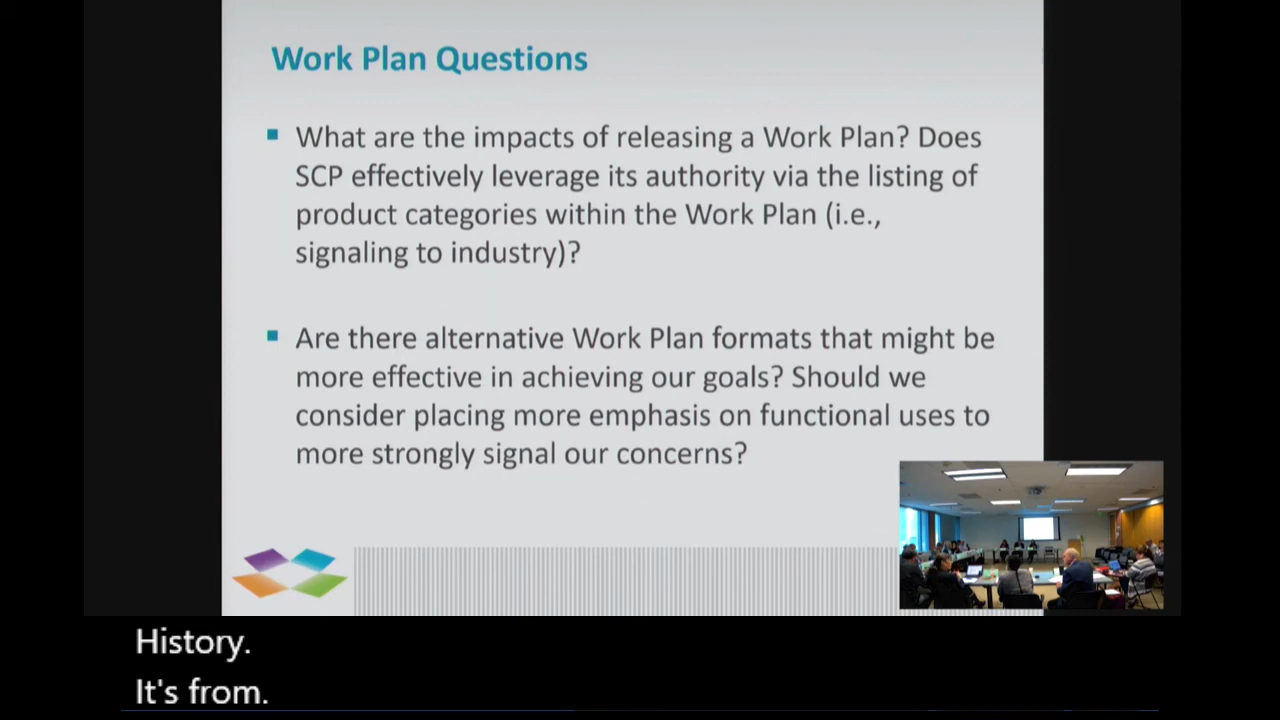 Work Plan Questions
What are the impacts of releasing a Work Plan? Does
SCP effectively leverage its authority via the listing of
product categories within the Work Plan (i.e.,
signaling to industry)?
Are there alternative Work Plan formats that might be
more effective in achieving our goals? Should we
consider placing more emphasis on functional uses to
more strongly signal our concerns?
History.
It's from.